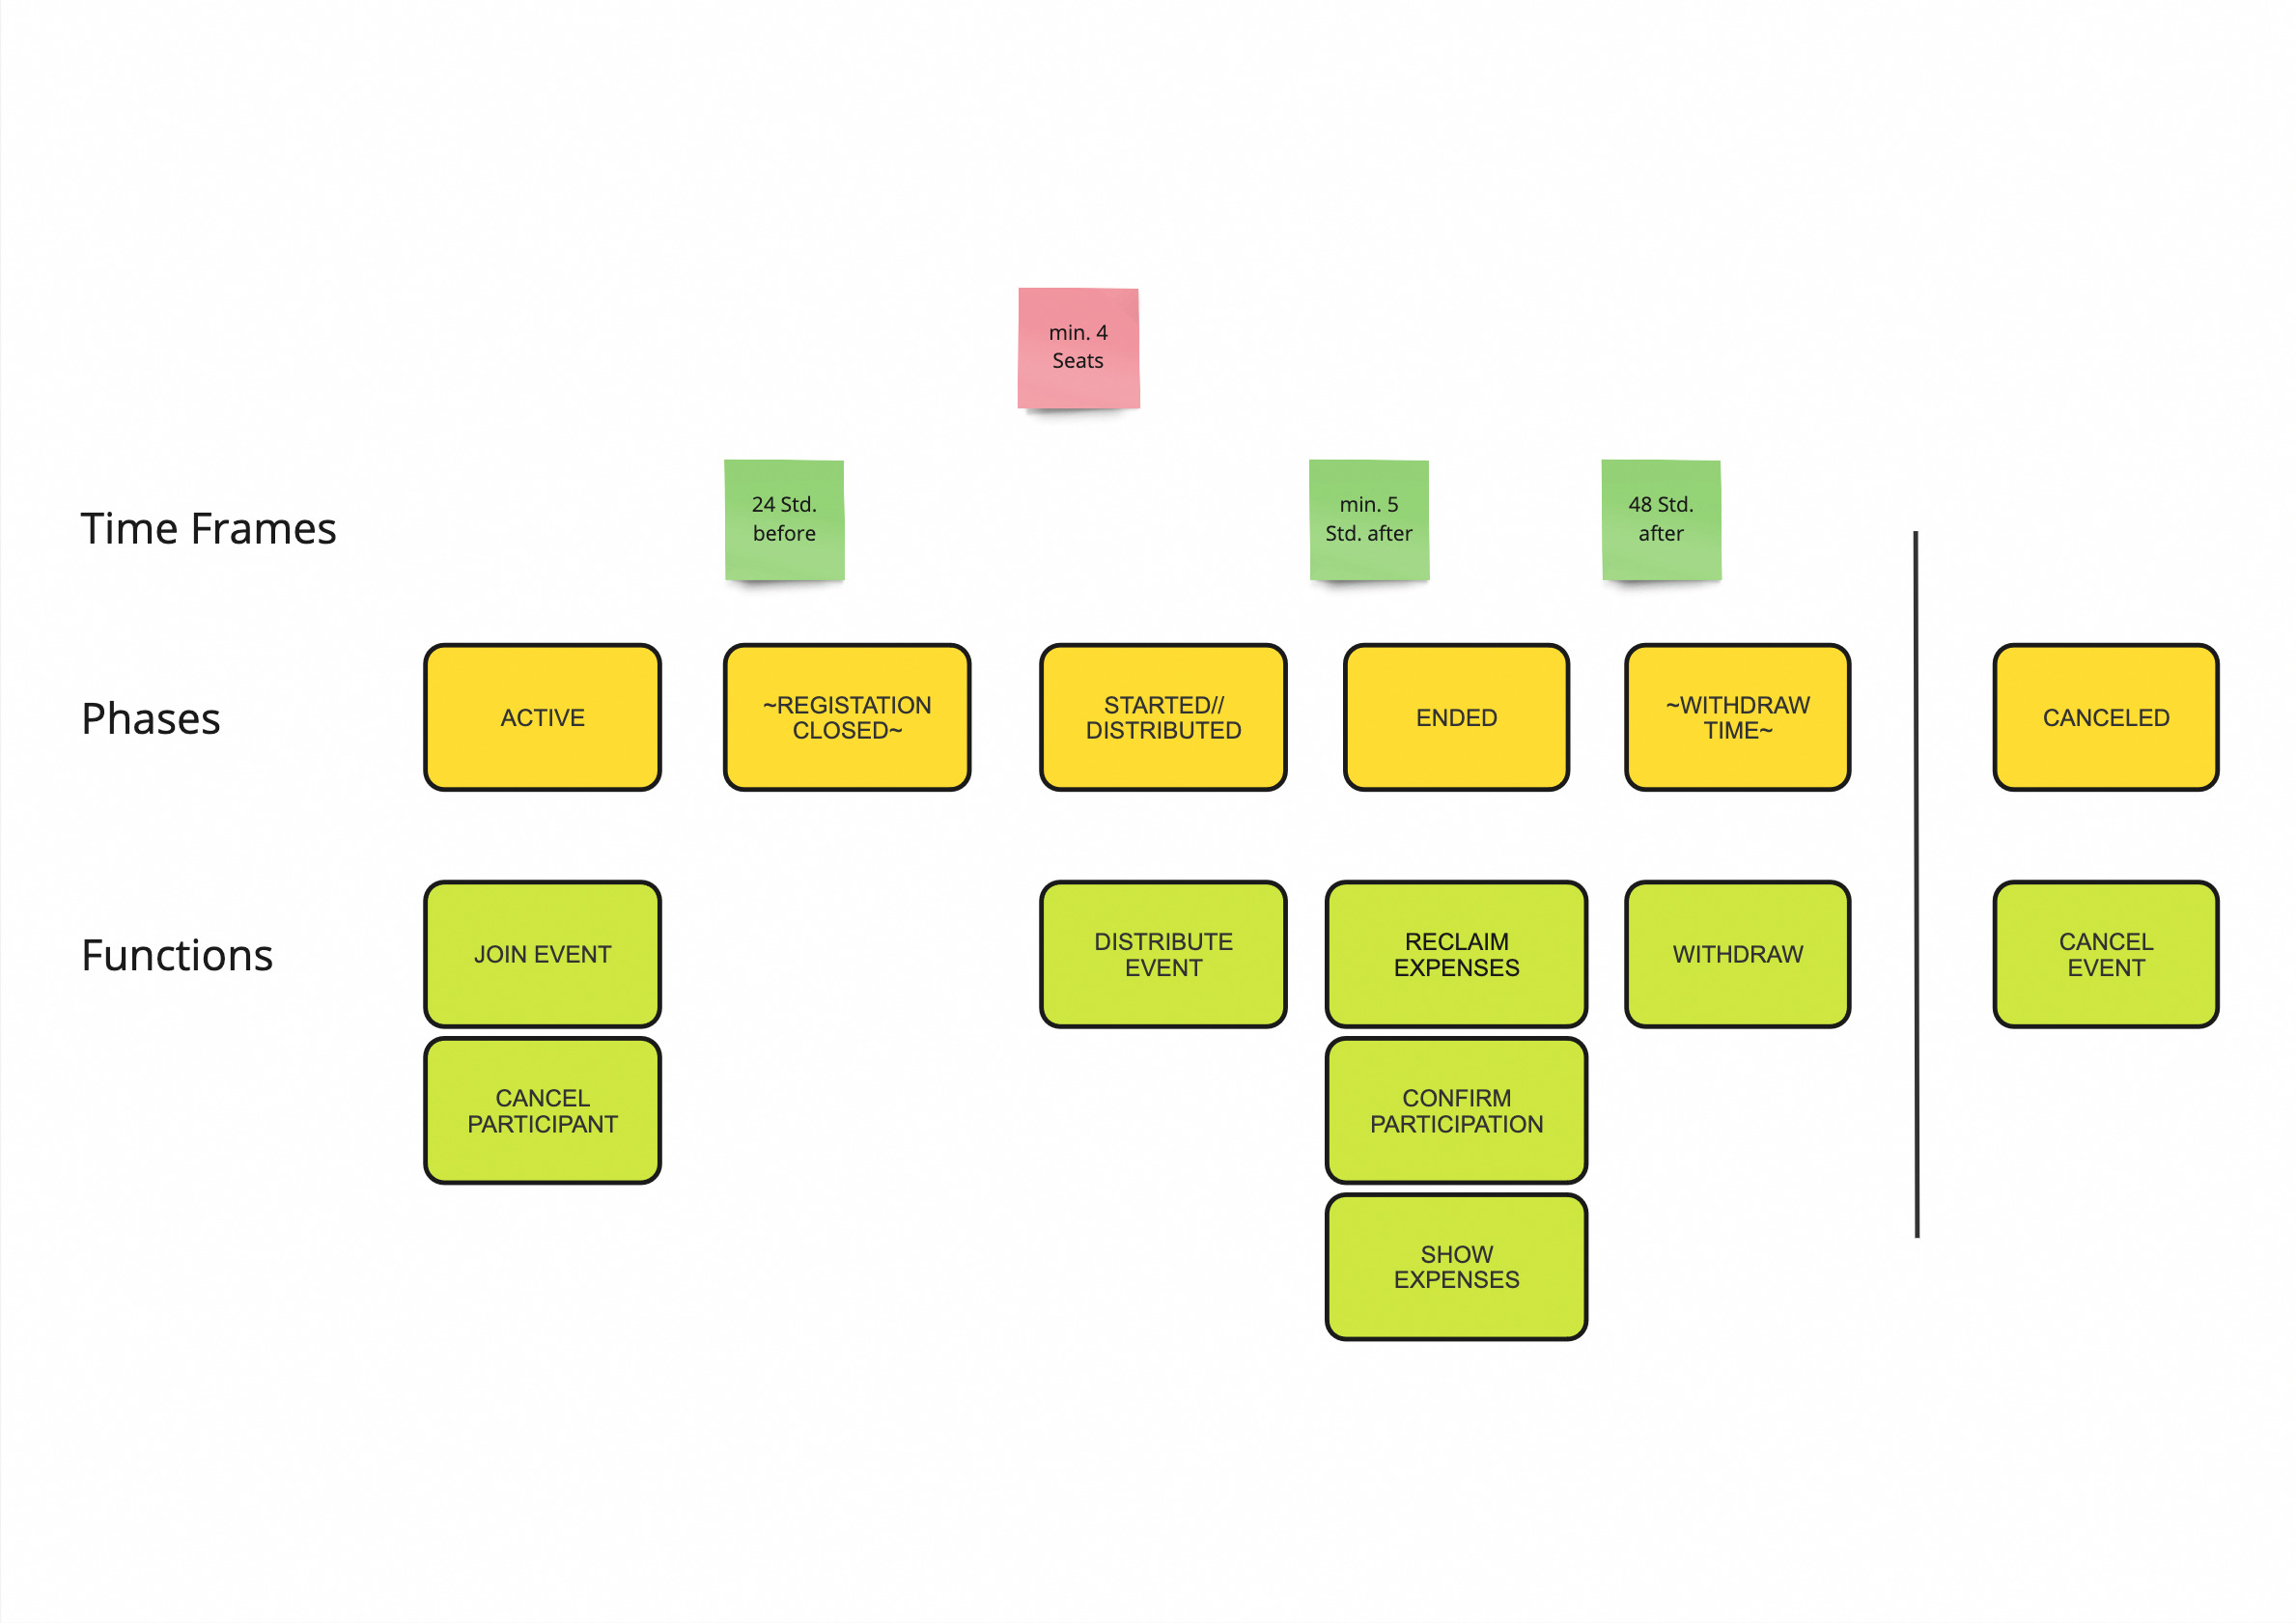 min. 4
Seats
Time Frames
24 Std.
before
min. 5
Std. after
48 Std.
after
Phases
ACTIVE
~REGISTATION
CLOSED~
STARTED//
DISTRIBUTED
ENDED
~WITHDRAW
TIME~
CANCELED
Functions
JOIN EVENT
DISTRIBUTE
EVENT
RECLAIM
EXPENSES
WITHDRAW
CANCEL
EVENT
CANCEL
PARTICIPANT
CONFIRM
PARTICIPATION
SHOW
EXPENSES